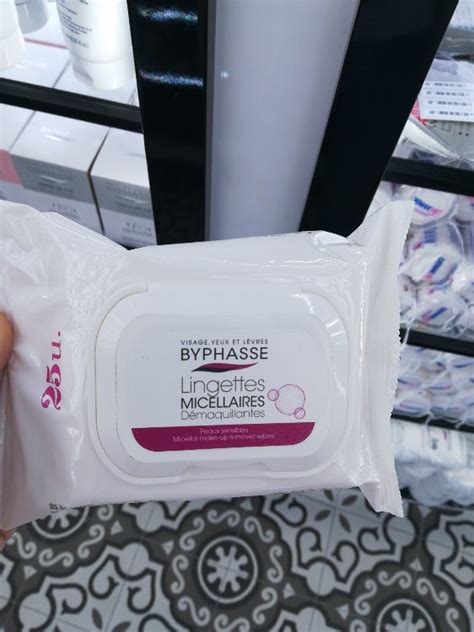 VISAGE, YEUX ET LÈVRES
BYPHASSE
Lingettes
MICELLAIRES
Démaquillantes
Peaux sensibles
Micellar make-up remover wipes
25u.